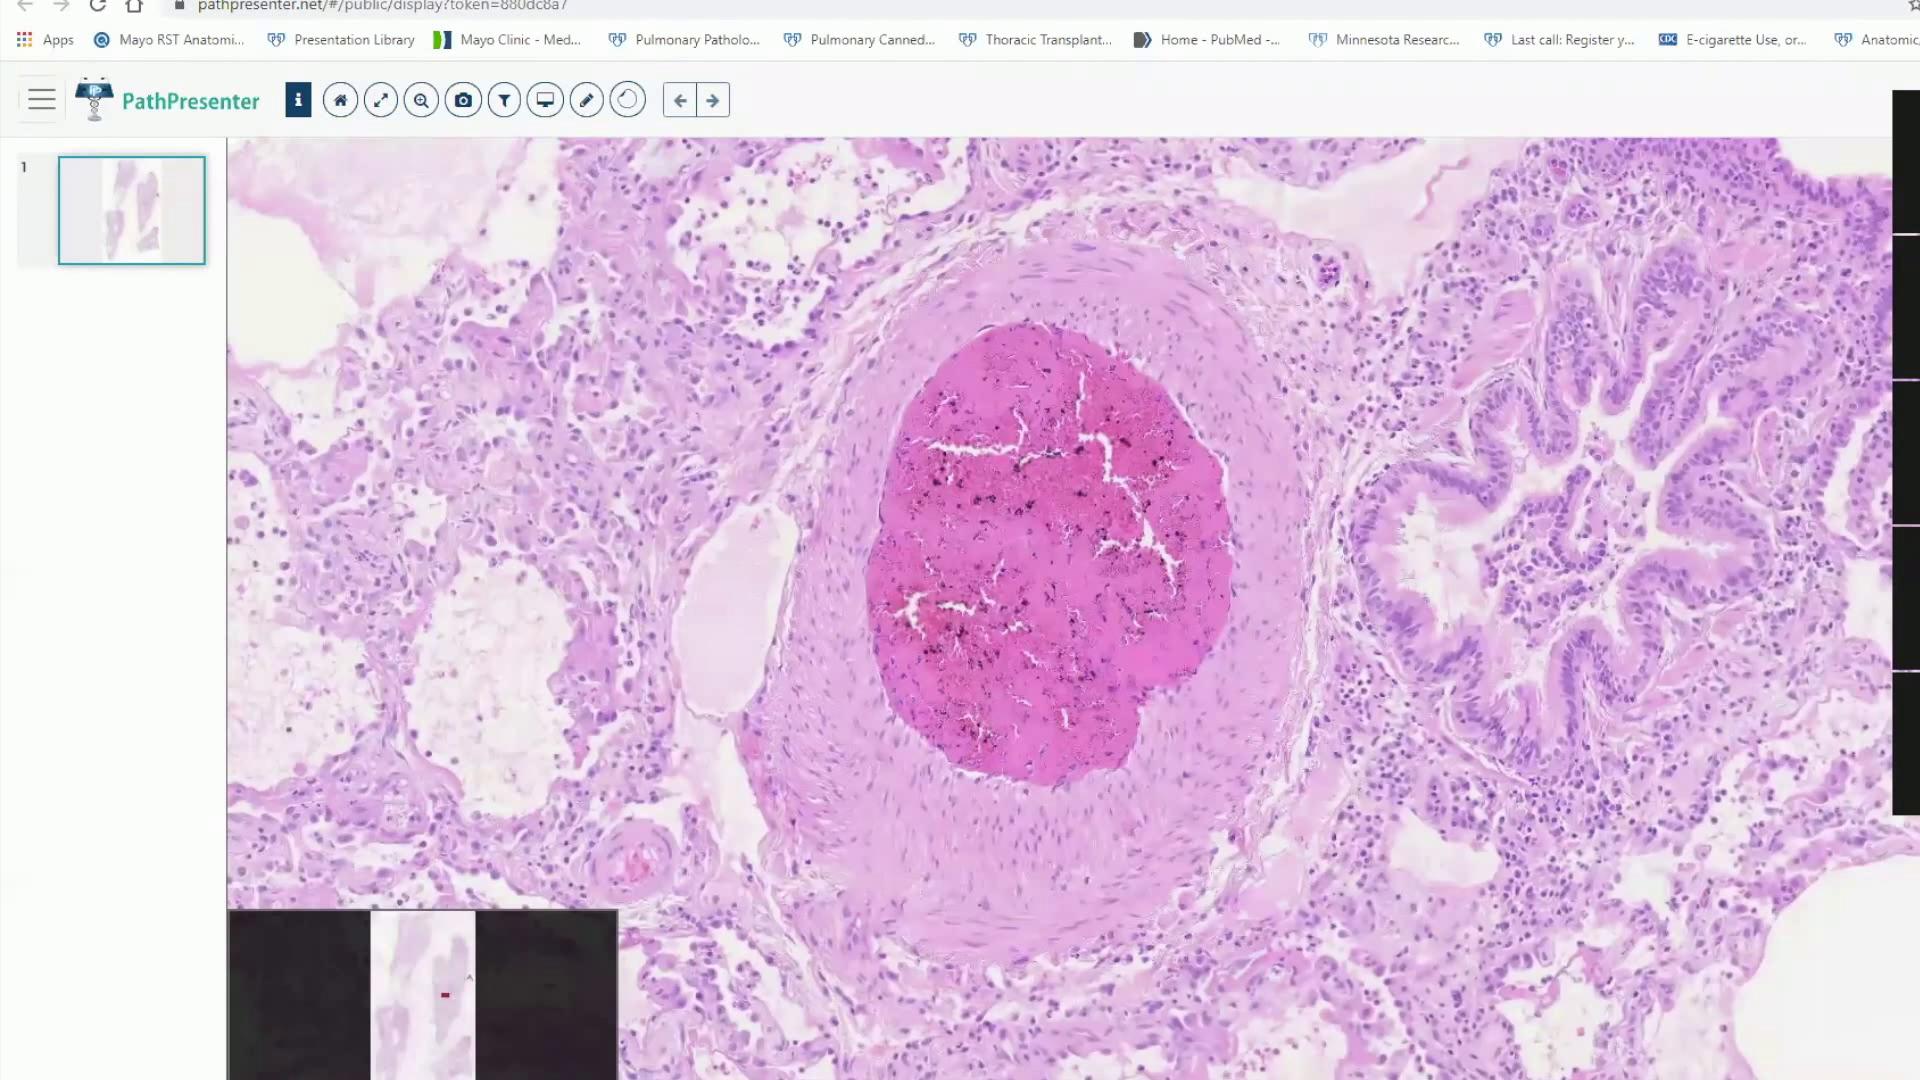 pathpresenter.net/#/public/display?token=880dc8a7
Apps Mayo RST Anatomi... Presentation Library Mayo Clinic - Med... Pulmonary Patholo... Pulmonary Canned... Thoracic Transplant... Home - PubMed -... Minnesota Researc... Last call: Register y... CDC E-cigarette Use, or... Anatomic,
PathPresenter
1